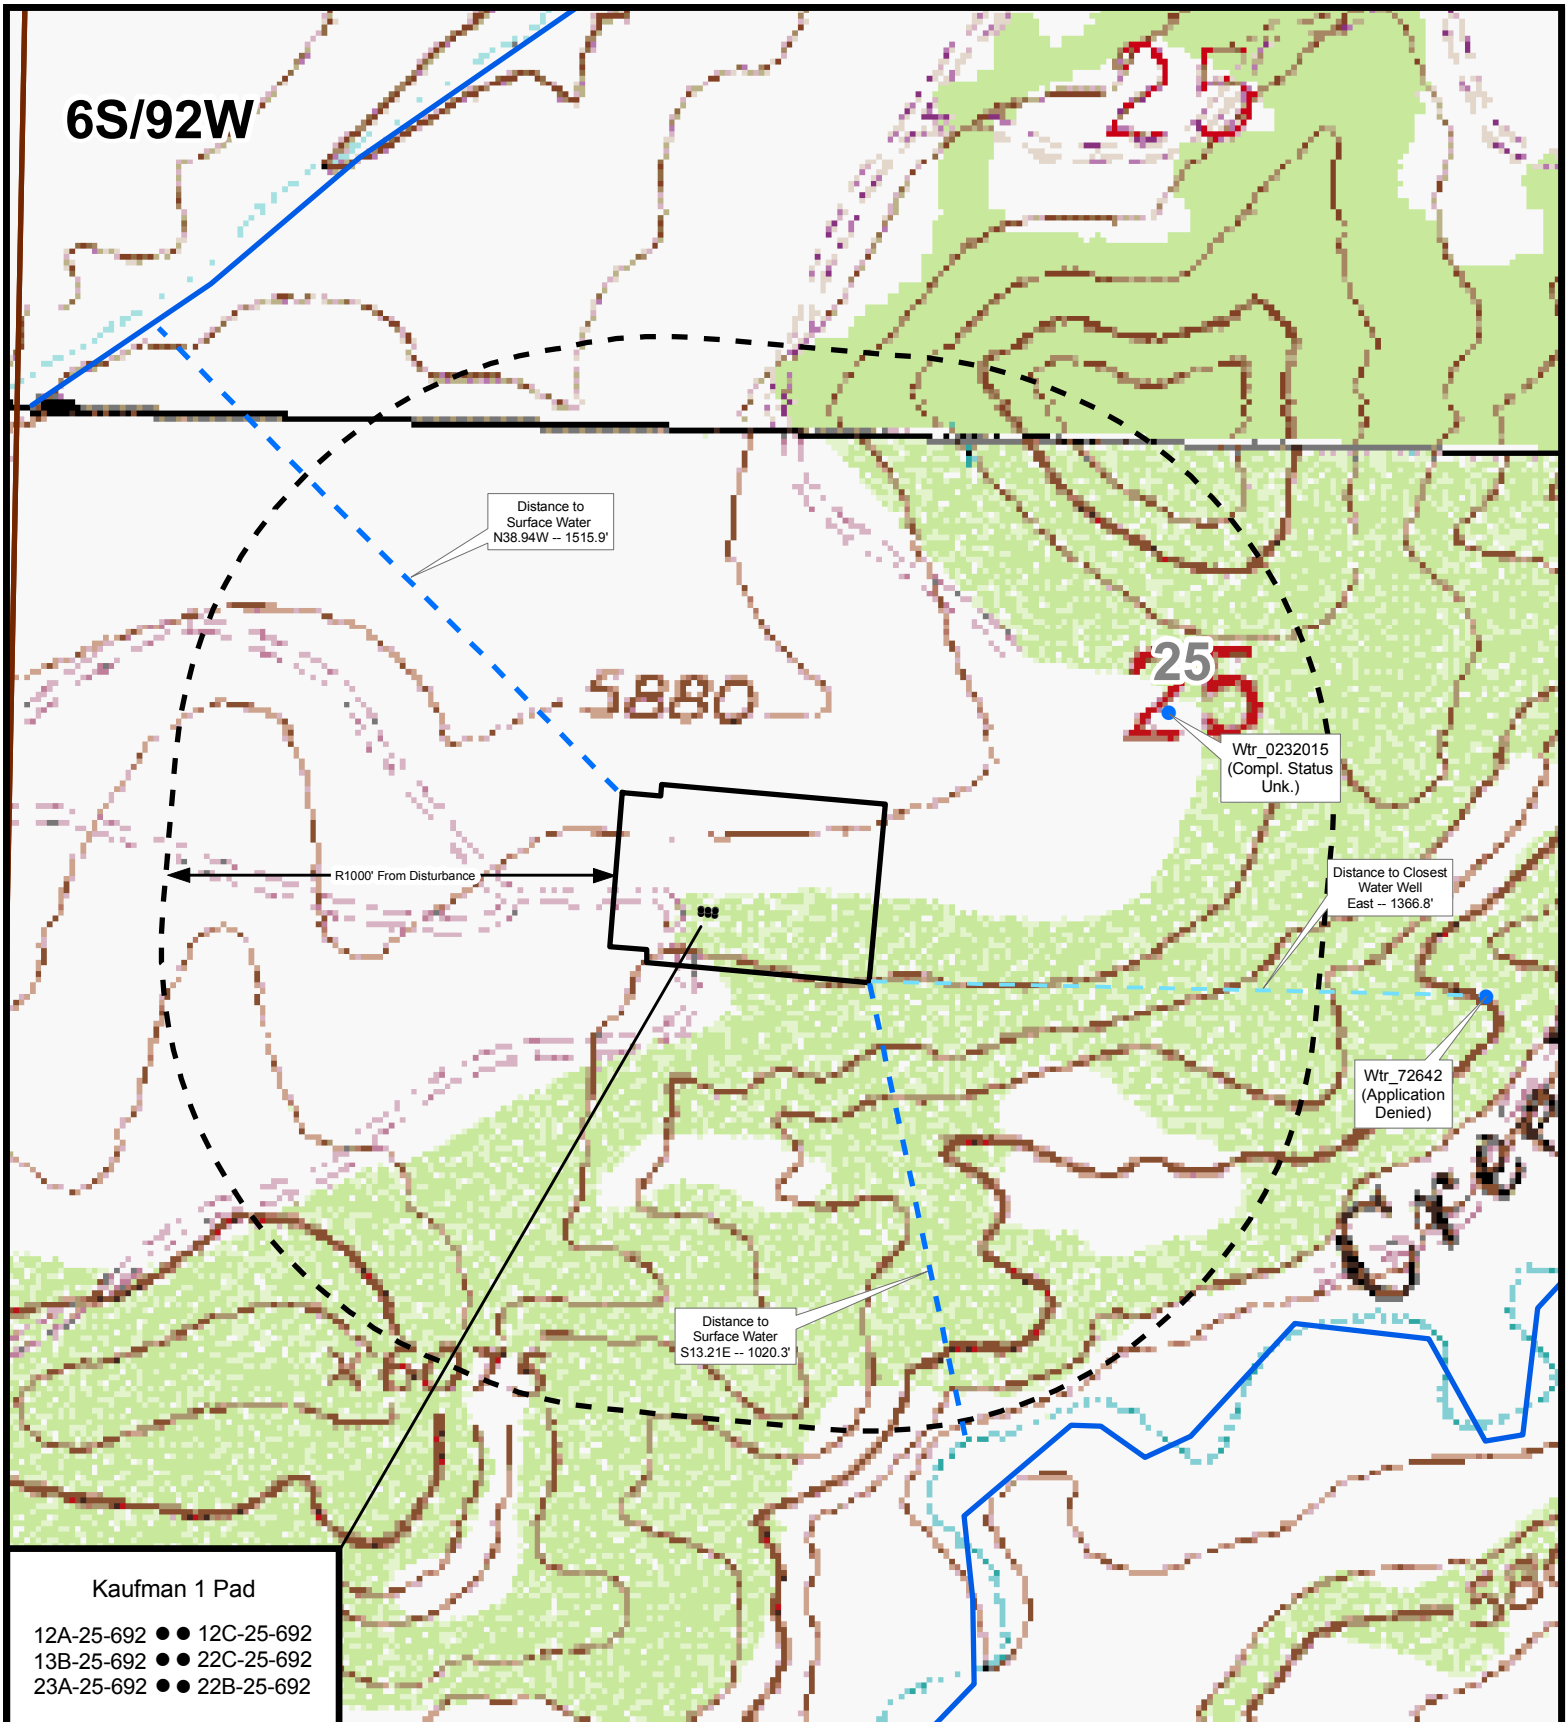 25
6S/92W
Distance to
Surface Water
N38.94W -- 1515.9'
25
25
5880
Wtr_0232015
(Compl. Status
Unk.)
R1000' From Disturbance
Distance to Closest
Water Well
East -- 1366.8'
Wtr_72642
(Application
Denied)
Distance to
Surface Water
S13.21E -- 1020.3'
Kaufman 1 Pad
12A-25-692 12C-25-692
13B-25-692 22C-25-692
23A-25-692 22B-25-692